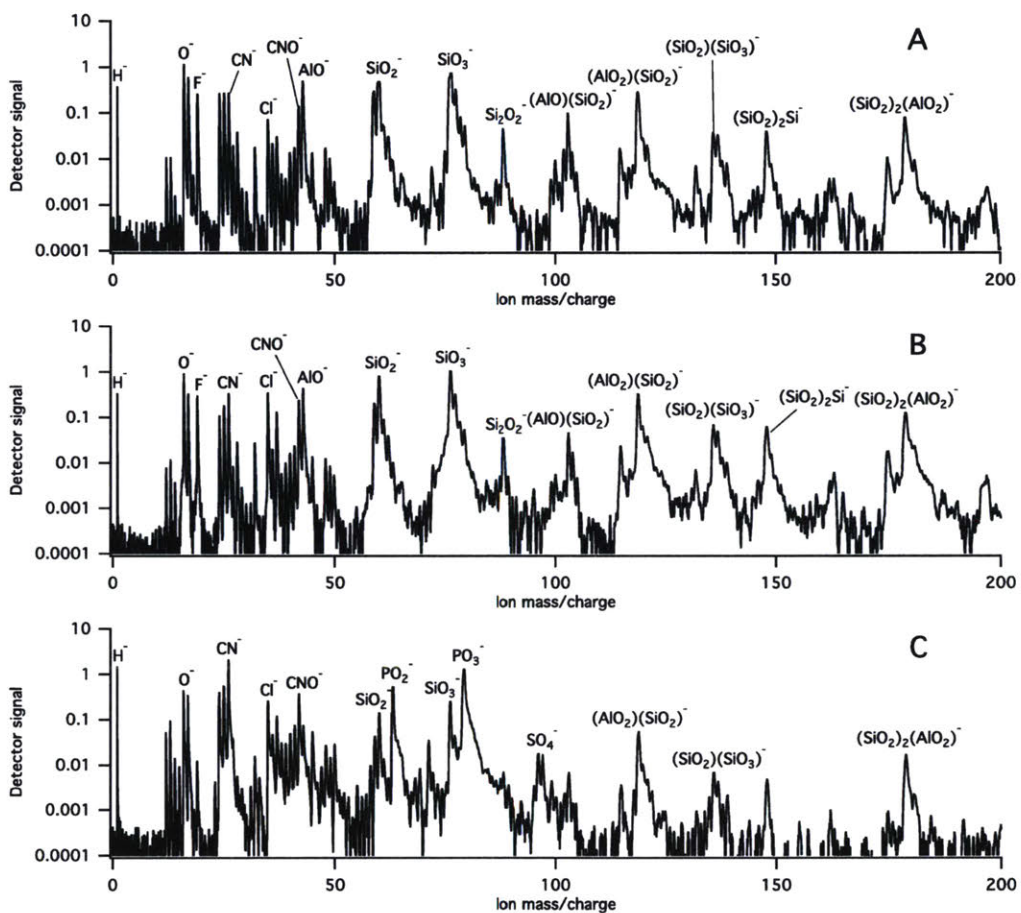 A
Detector signal
10
1
0.1
0.01
0.001
0.0001
H⁻
O⁻
F⁻
CN⁻
Cl⁻
CNO⁻
AlO⁻
SiO₂⁻
SiO₃⁻
Si₂O₂⁻
(AlO)(SiO₂)⁻
(AlO₂)(SiO₂)⁻
(SiO₂)(SiO₃)⁻
(SiO₂)₂Si⁻
(SiO₂)₂(AlO₂)⁻
0 50 100 150 200
Ion mass/charge
B
Detector signal
10
1
0.1
0.01
0.001
0.0001
H⁻
O⁻
F⁻
CN⁻
Cl⁻
CNO⁻
AlO⁻
SiO₂⁻
SiO₃⁻
Si₂O₂⁻
(AlO)(SiO₂)⁻
(AlO₂)(SiO₂)⁻
(SiO₂)(SiO₃)⁻
(SiO₂)₂Si⁻
(SiO₂)₂(AlO₂)⁻
0 50 100 150 200
Ion mass/charge
C
Detector signal
10
1
0.1
0.01
0.001
0.0001
H⁻
O⁻
CN⁻
Cl⁻
CNO⁻
SiO₂⁻
PO₂⁻
SiO₃⁻
PO₃⁻
SO₄⁻
(AlO₂)(SiO₂)⁻
(SiO₂)(SiO₃)⁻
(SiO₂)₂(AlO₂)⁻
0 50 100 150 200
Ion mass/charge